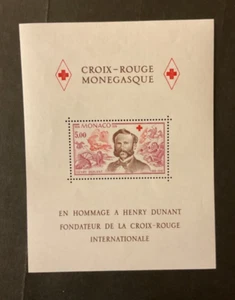 CROIX-ROUGE
MONEGASQUE
5,00
MONACO
EN HOMMAGE A HENRY DUNANT
FONDATEUR DE LA CROIX-ROUGE
INTERNATIONALE